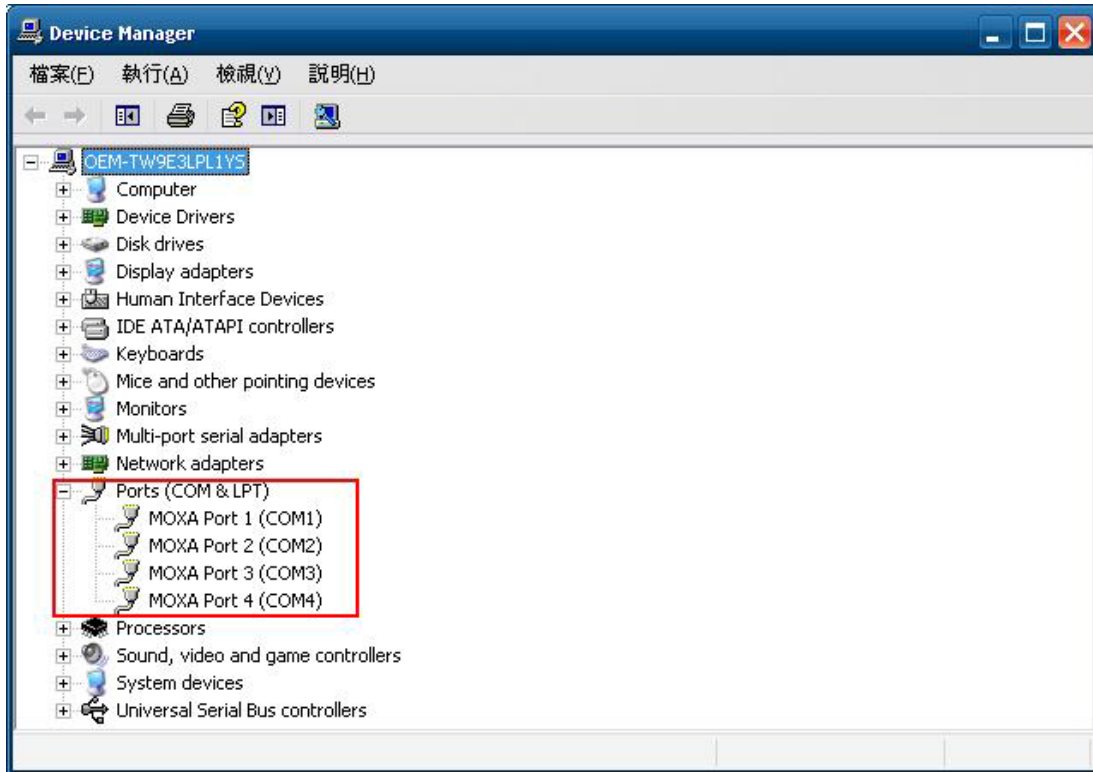 Device Manager
檔案(F) 執行(A) 檢視(V) 說明(H)
OEM-TW9E3LPL1YS
Computer
Device Drivers
Disk drives
Display adapters
Human Interface Devices
IDE ATA/ATAPI controllers
Keyboards
Mice and other pointing devices
Monitors
Multi-port serial adapters
Network adapters
Ports (COM & LPT)
MOXA Port 1 (COM1)
MOXA Port 2 (COM2)
MOXA Port 3 (COM3)
MOXA Port 4 (COM4)
Processors
Sound, video and game controllers
System devices
Universal Serial Bus controllers